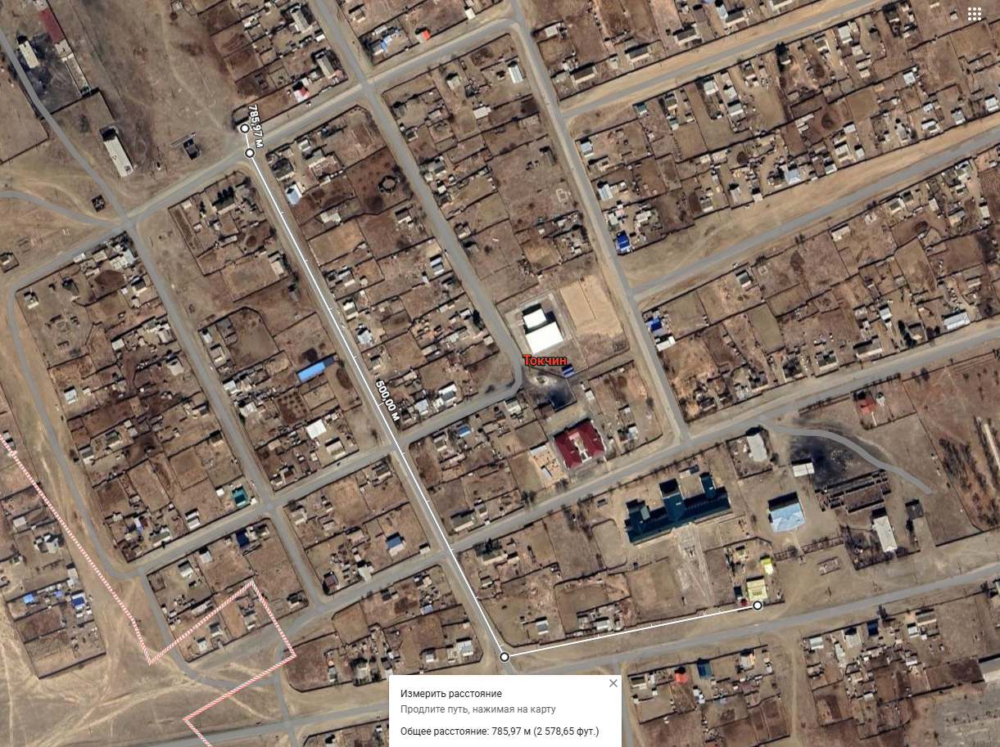 785,97 м
500,00 м
Токчин
Измерить расстояние
Продлите путь, нажимая на карту
Общее расстояние: 785,97 м (2 578,65 фут.)